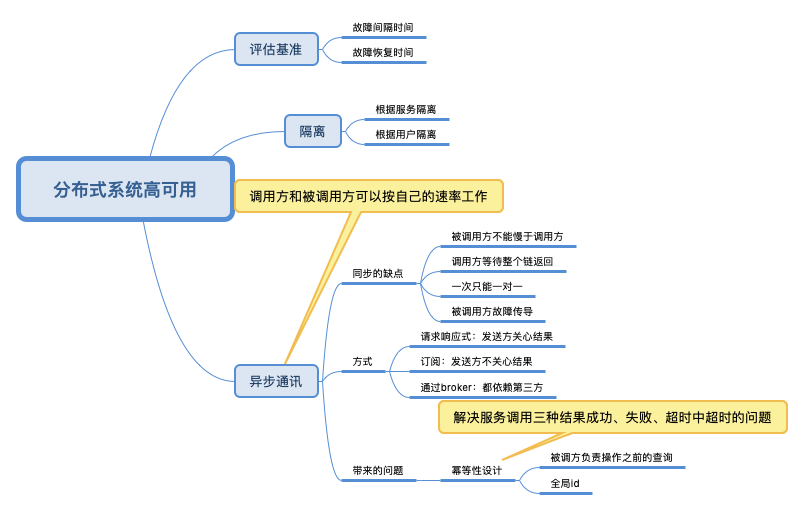 分布式系统高可用
评估基准
故障间隔时间
故障恢复时间
隔离
根据服务隔离
根据用户隔离
调用方和被调用方可以按自己的速率工作
异步通讯
同步的缺点
被调用方不能慢于调用方
调用方等待整个链返回
一次只能一对一
被调用方故障传导
方式
请求响应式：发送方关心结果
订阅：发送方不关心结果
通过broker：都依赖第三方
解决服务调用三种结果成功、失败、超时中超时的问题
带来的问题
幂等性设计
被调方负责操作之前的查询
全局id